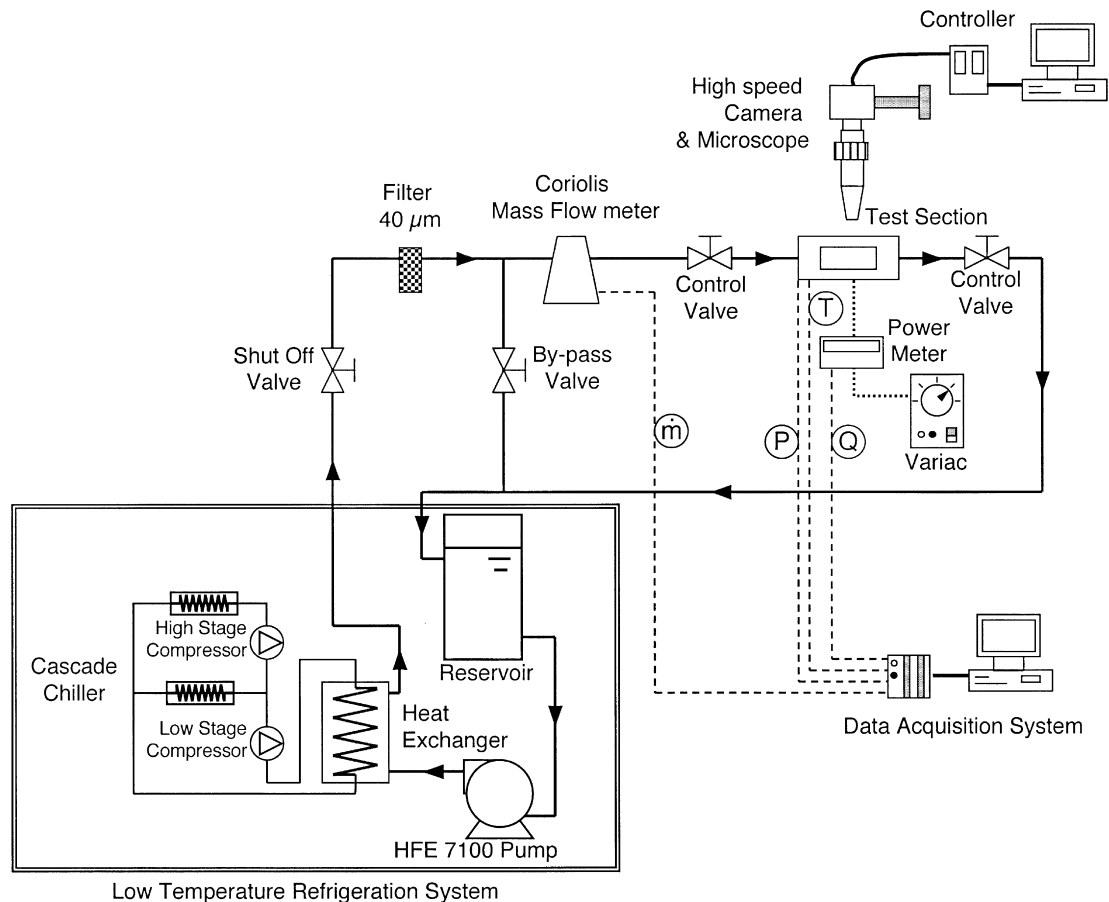 Controller
High speed
Camera
& Microscope
Coriolis
Mass Flow meter
Filter
40 µm
Test Section
Control
Valve
Control
Valve
T
Power
Meter
Shut Off
Valve
By-pass
Valve
ṁ
P
Q
Variac
High Stage
Compressor
Cascade
Chiller
Reservoir
Low Stage
Compressor
Heat
Exchanger
Data Acquisition System
HFE 7100 Pump
Low Temperature Refrigeration System